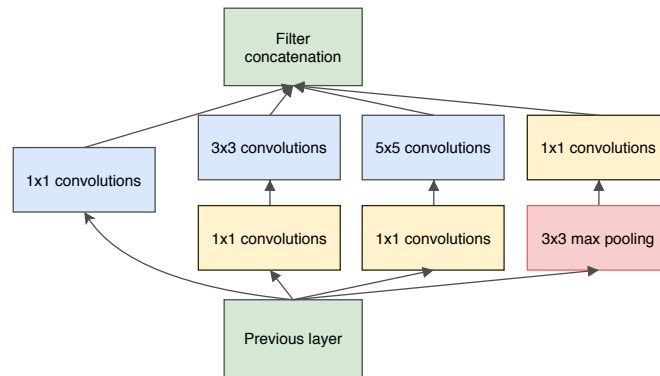 Filter
concatenation
3x3 convolutions
5x5 convolutions
1x1 convolutions
1x1 convolutions
1x1 convolutions
1x1 convolutions
3x3 max pooling
Previous layer